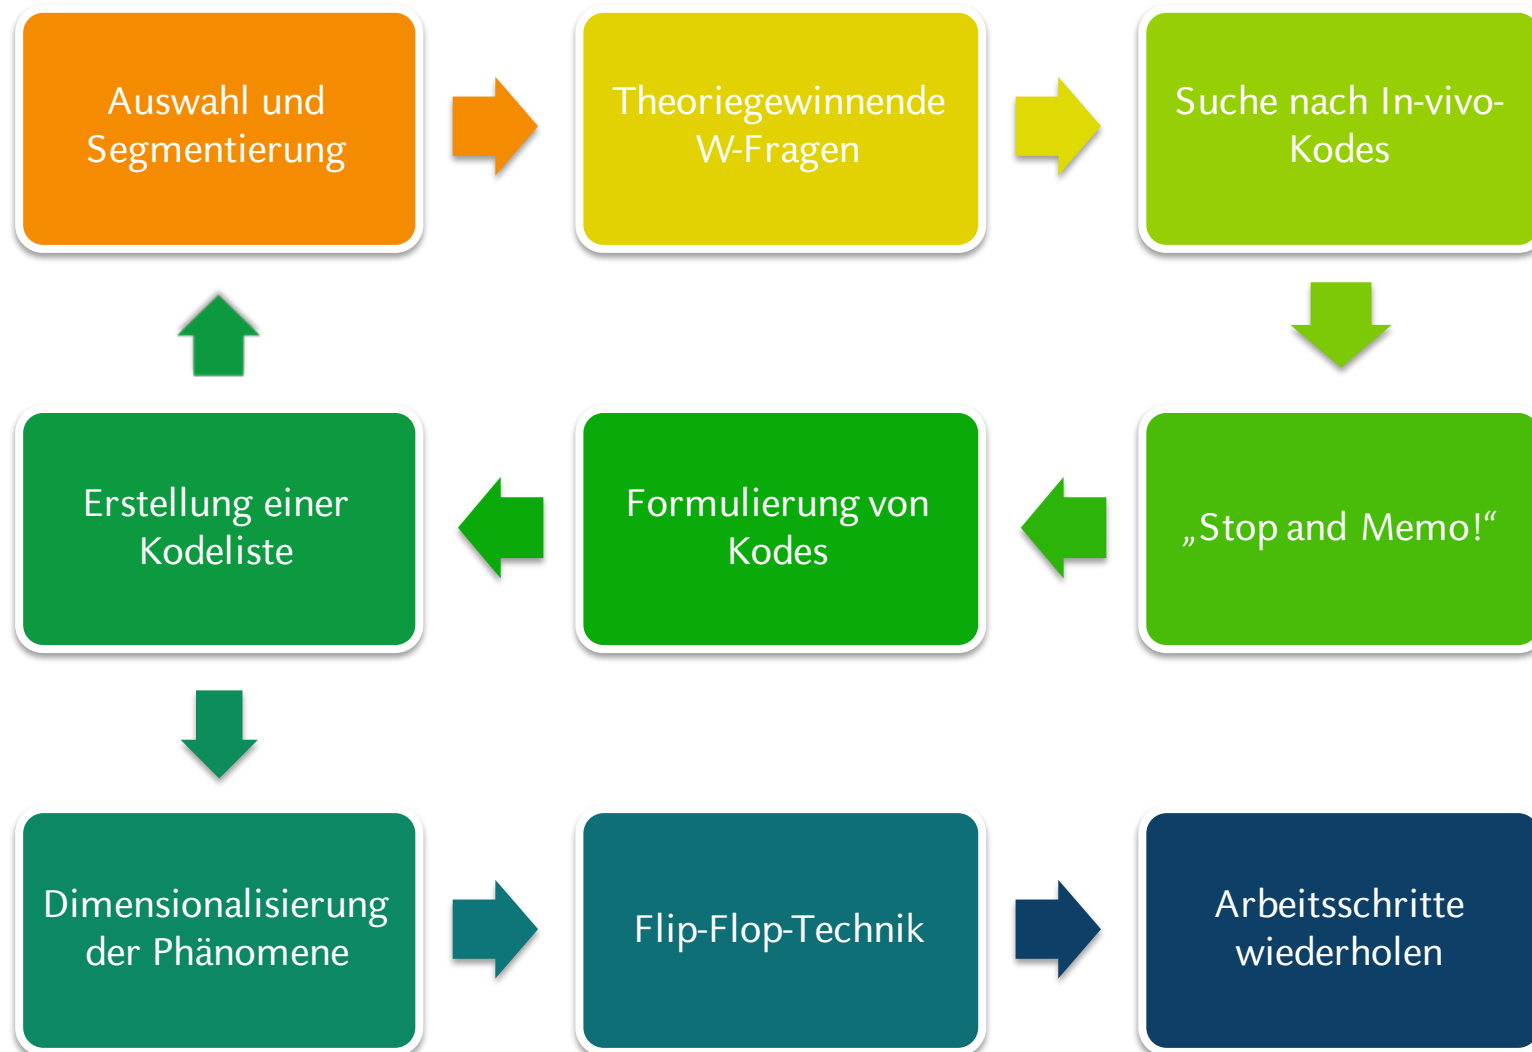 Auswahl und
Segmentierung
Theoriegewinnende
W-Fragen
Suche nach In-vivo-
Kodes
„Stop and Memo!“
Formulierung von
Kodes
Erstellung einer
Kodeliste
Dimensionalisierung
der Phänomene
Flip-Flop-Technik
Arbeitsschritte
wiederholen